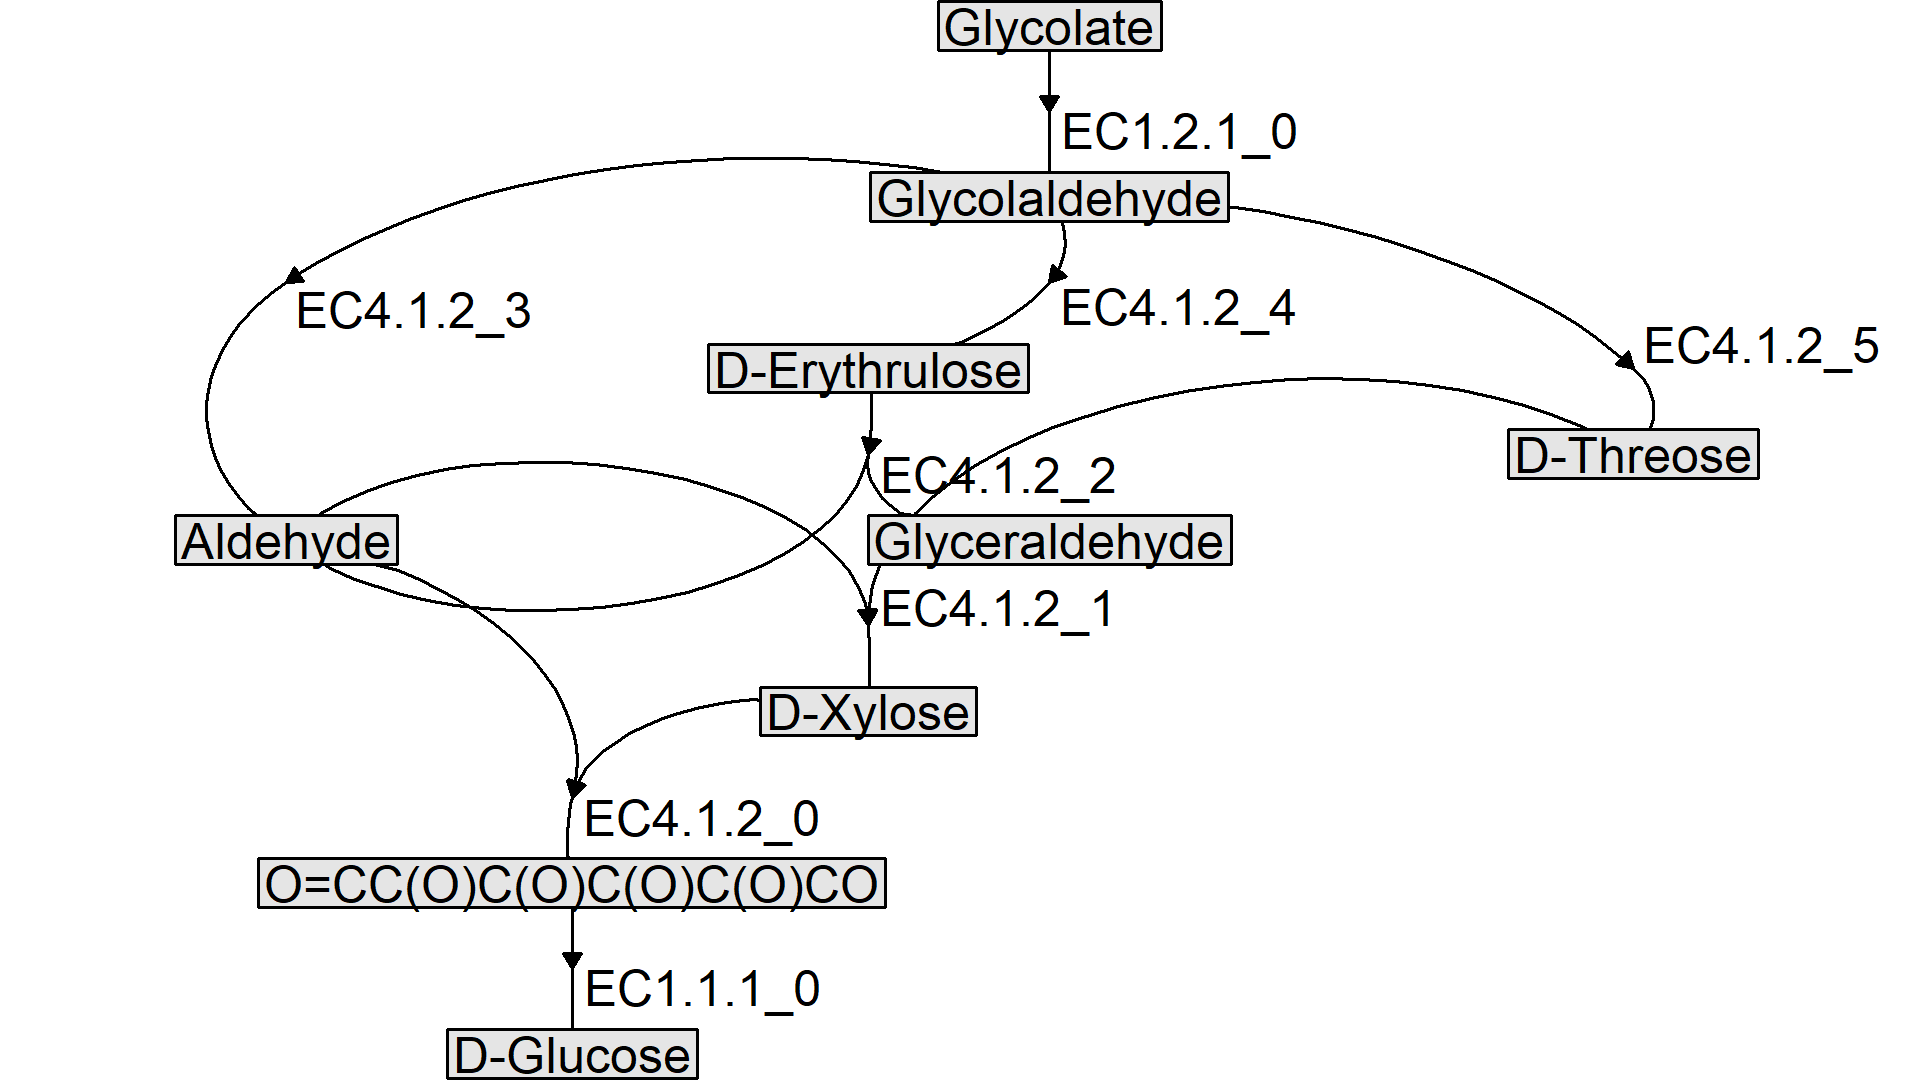 Glycolate
EC1.2.1_0
Glycolaldehyde
EC4.1.2_3
EC4.1.2_4
EC4.1.2_5
D-Erythrulose
D-Threose
EC4.1.2_2
Aldehyde
Glyceraldehyde
EC4.1.2_1
D-Xylose
EC4.1.2_0
O=CC(O)C(O)C(O)C(O)CO
EC1.1.1_0
D-Glucose